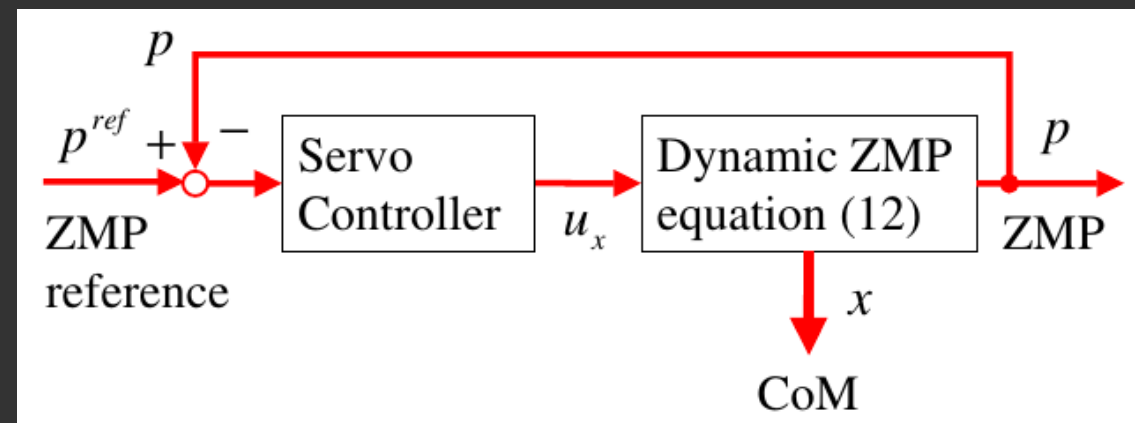 p
p^ref + −
ZMP
reference
Servo
Controller
u_x
Dynamic ZMP
equation (12)
p
ZMP
x
CoM